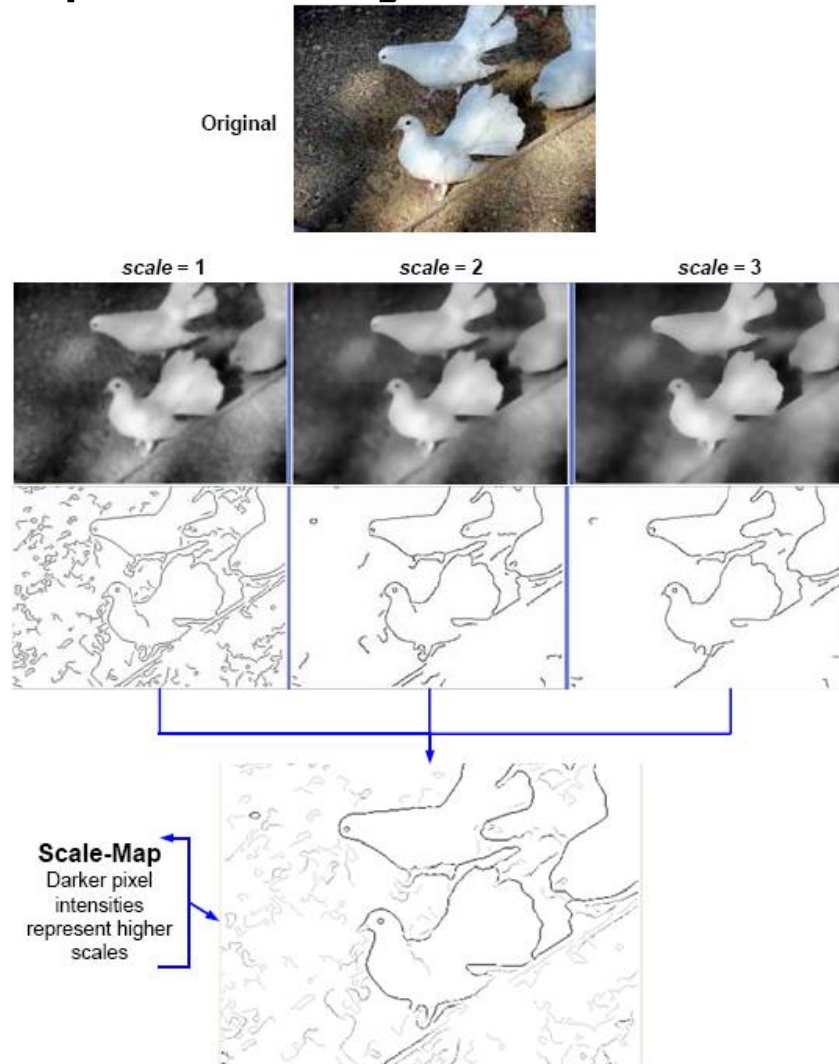 Original
scale = 1
scale = 2
scale = 3
Scale-Map
Darker pixel
intensities
represent higher
scales